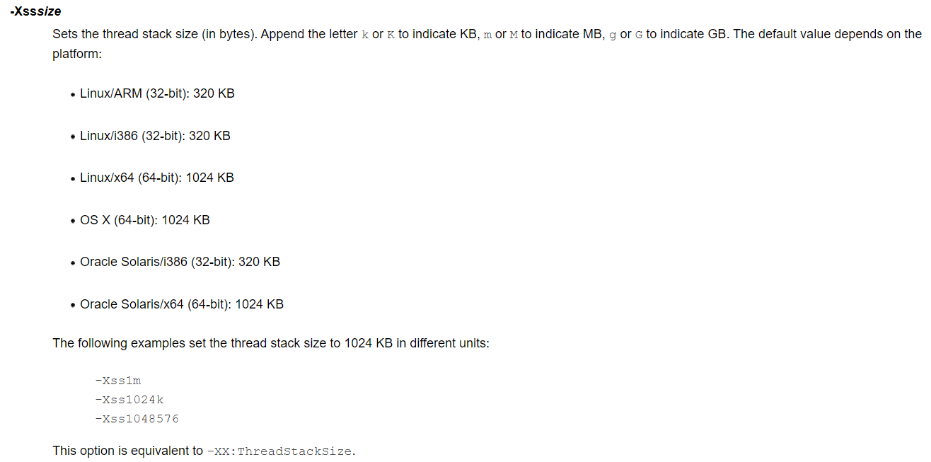 -Xsssize
Sets the thread stack size (in bytes). Append the letter k or K to indicate KB, m or M to indicate MB, g or G to indicate GB. The default value depends on the
platform:
• Linux/ARM (32-bit): 320 KB
• Linux/i386 (32-bit): 320 KB
• Linux/x64 (64-bit): 1024 KB
• OS X (64-bit): 1024 KB
• Oracle Solaris/i386 (32-bit): 320 KB
• Oracle Solaris/x64 (64-bit): 1024 KB
The following examples set the thread stack size to 1024 KB in different units:
-Xss1m
-Xss1024k
-Xss1048576
This option is equivalent to -XX:ThreadStackSize.